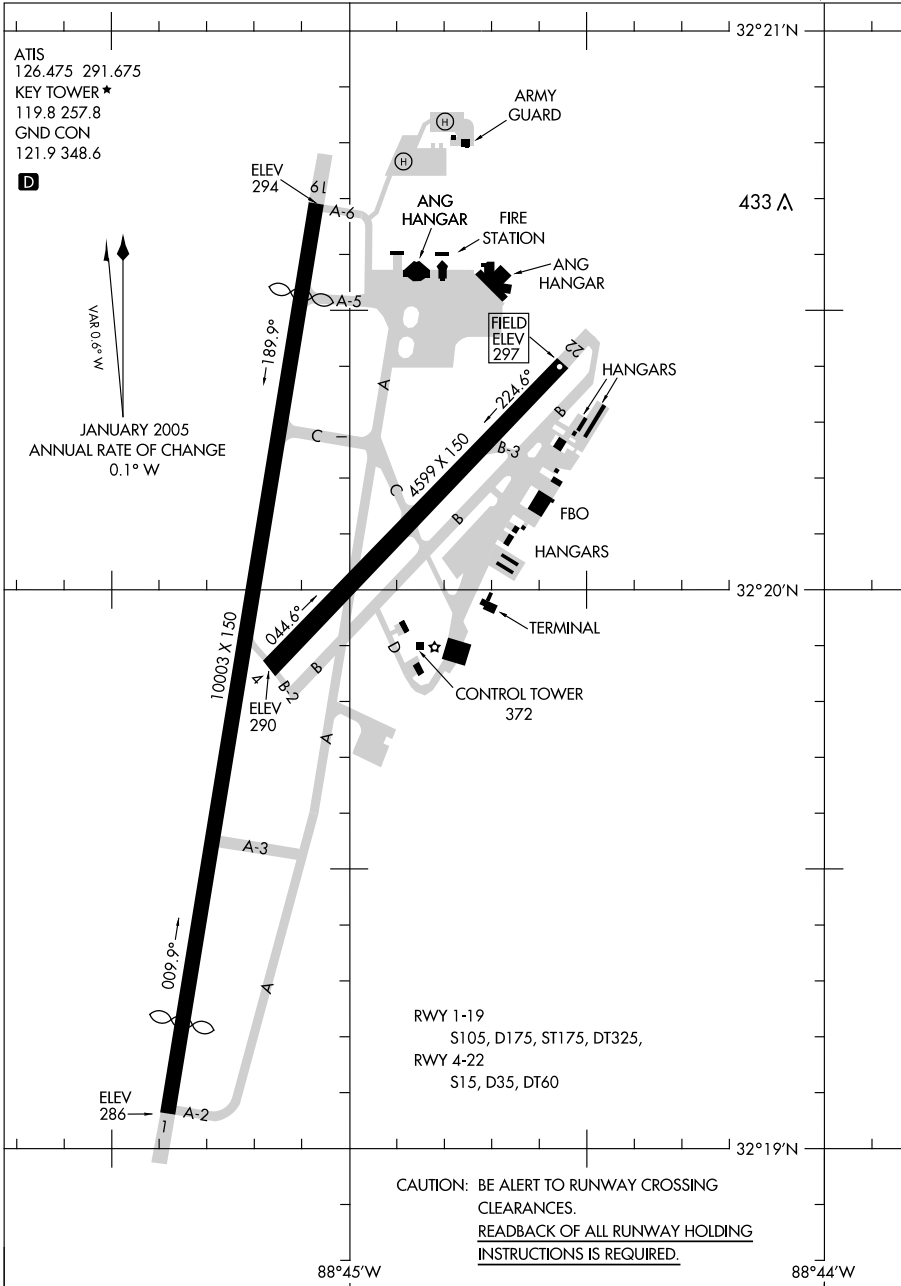 32°21'N
ATIS
126.475 291.675
KEY TOWER★
119.8 257.8
GND CON
121.9 348.6
D
ARMY
GUARD
H
H
ELEV
294
19
A-6
433
ANG
HANGAR
FIRE
STATION
ANG
HANGAR
A-5
VAR 0.6° W
189.9°
FIELD
ELEV
297
22
HANGARS
A
224.6°
B
JANUARY 2005
ANNUAL RATE OF CHANGE
0.1° W
C
B-3
4599 X 150
C
B
FBO
HANGARS
32°20'N
044.6°
TERMINAL
10003 X 150
D
B
4
B-2
ELEV
290
CONTROL TOWER
372
A
A-3
009.9°
A
RWY 1-19
S105, D175, ST175, DT325,
RWY 4-22
S15, D35, DT60
ELEV
286
A-2
1
32°19'N
CAUTION: BE ALERT TO RUNWAY CROSSING
CLEARANCES.
READBACK OF ALL RUNWAY HOLDING
INSTRUCTIONS IS REQUIRED.
88°45'W
88°44'W